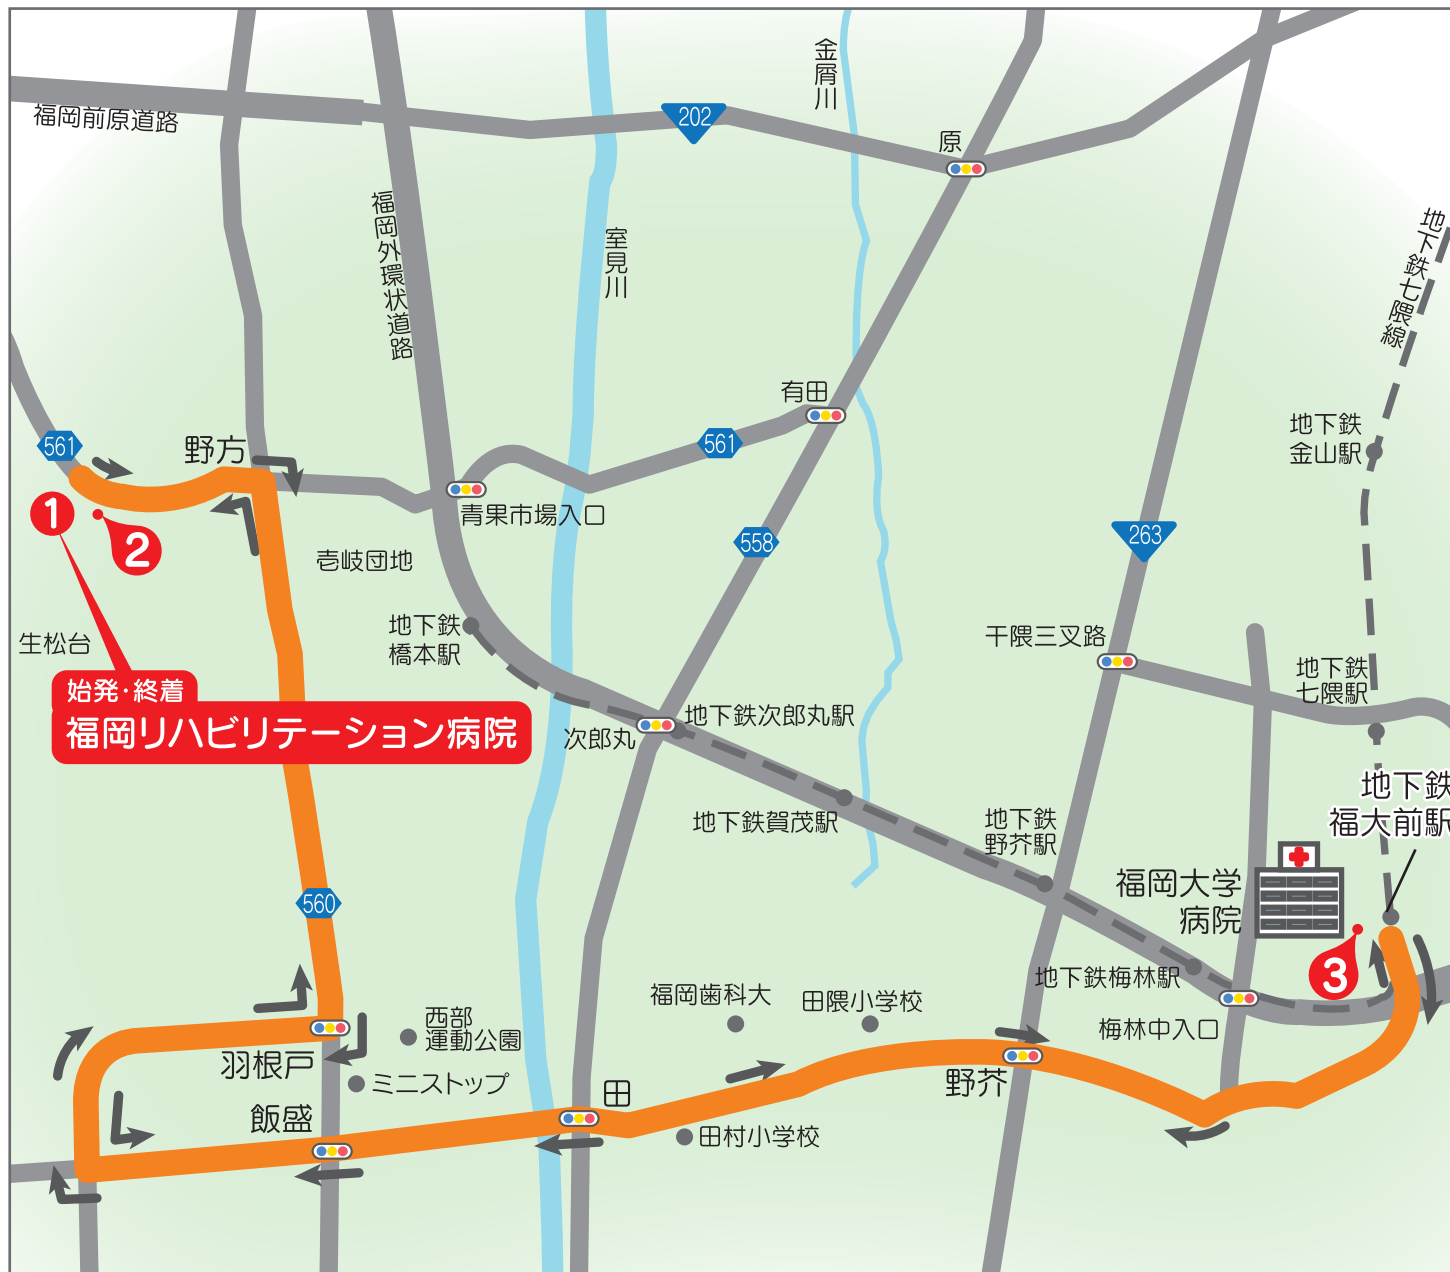 金屑川
202
福岡前原道路
原
福岡外環状道路
室見川
地下鉄七隈線
有田
地下鉄
金山駅
561
野方
561
1
2
青果市場入口
558
263
壱岐団地
生松台
地下鉄
橋本駅
干隈三叉路
地下鉄
七隈駅
始発・終着
福岡リハビリテーション病院
地下鉄次郎丸駅
次郎丸
地下鉄
福大前駅
地下鉄賀茂駅
地下鉄
野芥駅
福岡大学
病院
560
3
地下鉄梅林駅
福岡歯科大
田隈小学校
西部
運動公園
梅林中入口
羽根戸
ミニストップ
野芥
飯盛
田
田村小学校